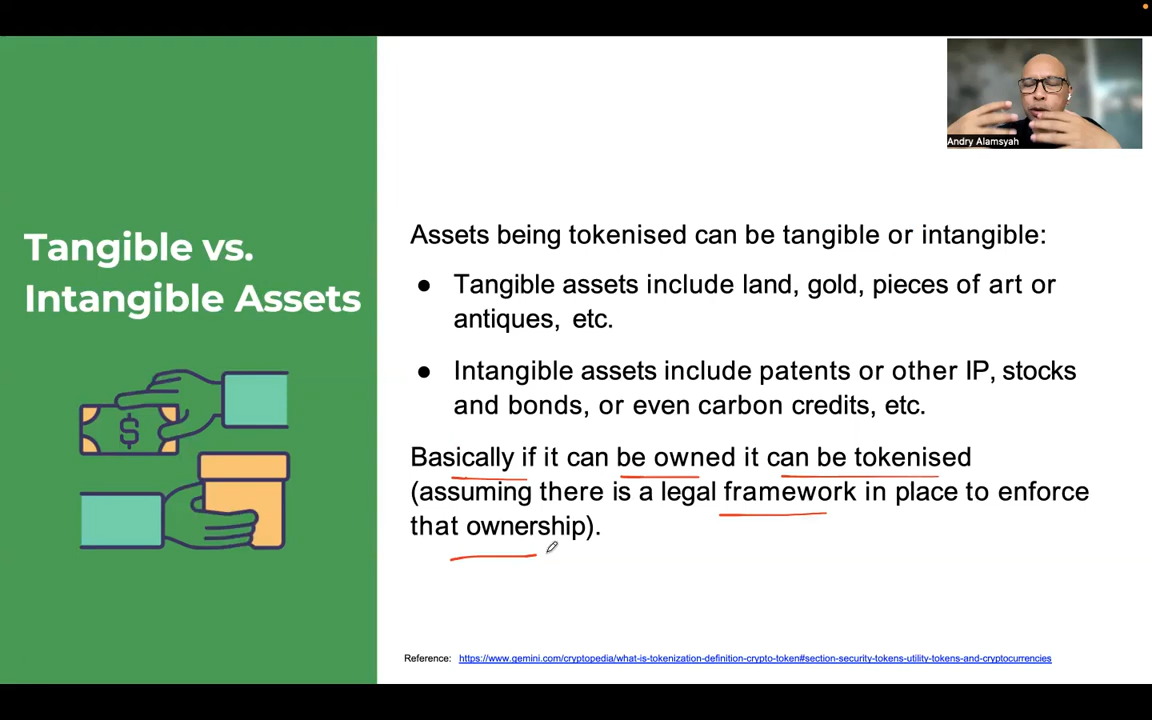 Andry Alamsyah
Tangible vs.
Intangible Assets
$
Assets being tokenised can be tangible or intangible:
● Tangible assets include land, gold, pieces of art or
antiques, etc.
● Intangible assets include patents or other IP, stocks
and bonds, or even carbon credits, etc.
Basically if it can be owned it can be tokenised
(assuming there is a legal framework in place to enforce
that ownership).
Reference: https://www.gemini.com/cryptopedia/what-is-tokenization-definition-crypto-token#section-security-tokens-utility-tokens-and-cryptocurrencies